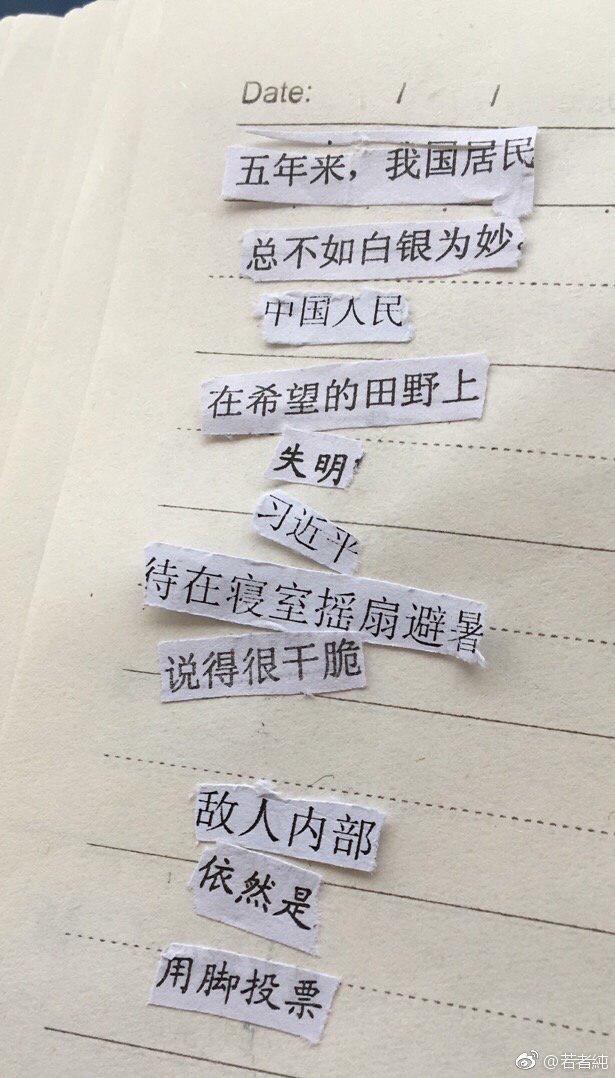 Date: / /
五年来，我国居民
总不如白银为妙。
中国人民
在希望的田野上
失明
习近平
待在寝室摇扇避暑
说得很干脆
敌人内部
依然是
用脚投票
@若者純